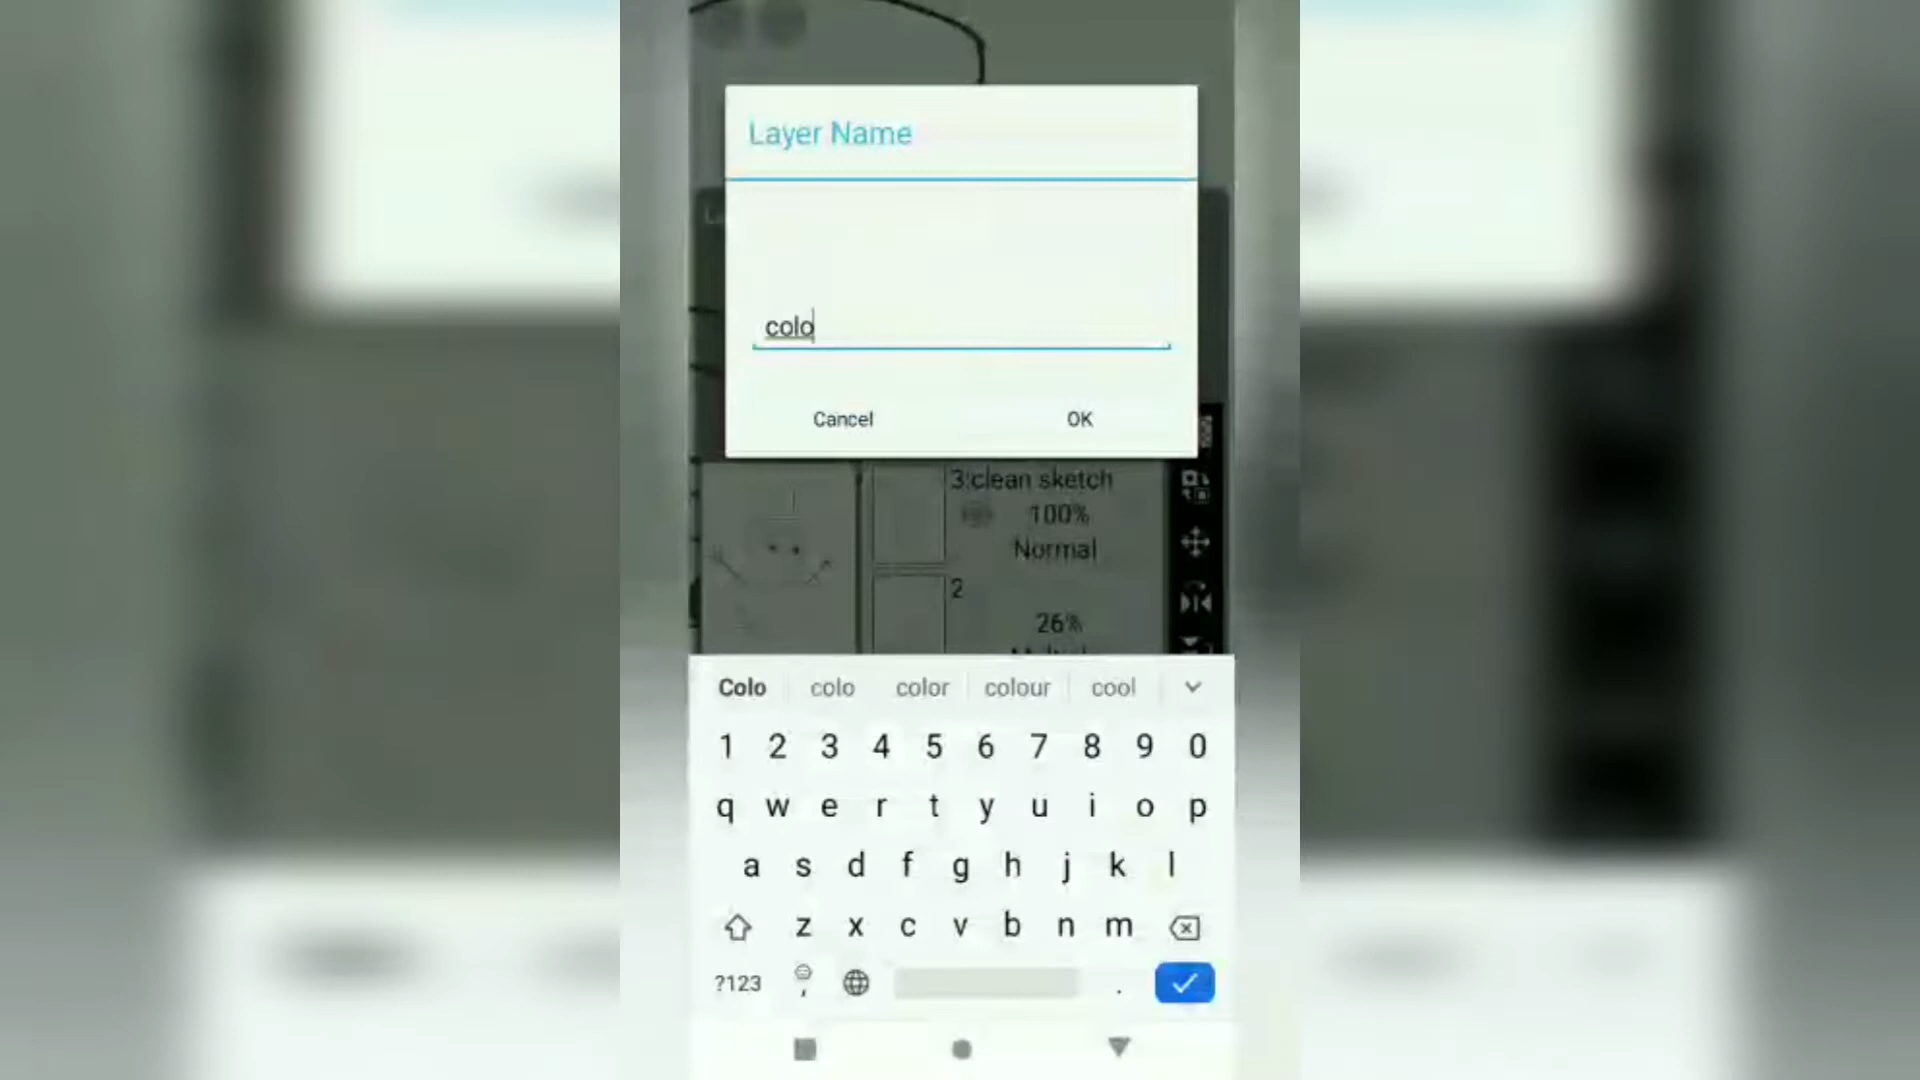 Layer Name
colo
Cancel OK
3:clean sketch
100%
Normal
2
26%
Colo colo color colour cool
1 2 3 4 5 6 7 8 9 0
q w e r t y u i o p
a s d f g h j k l
z x c v b n m
?123 , .